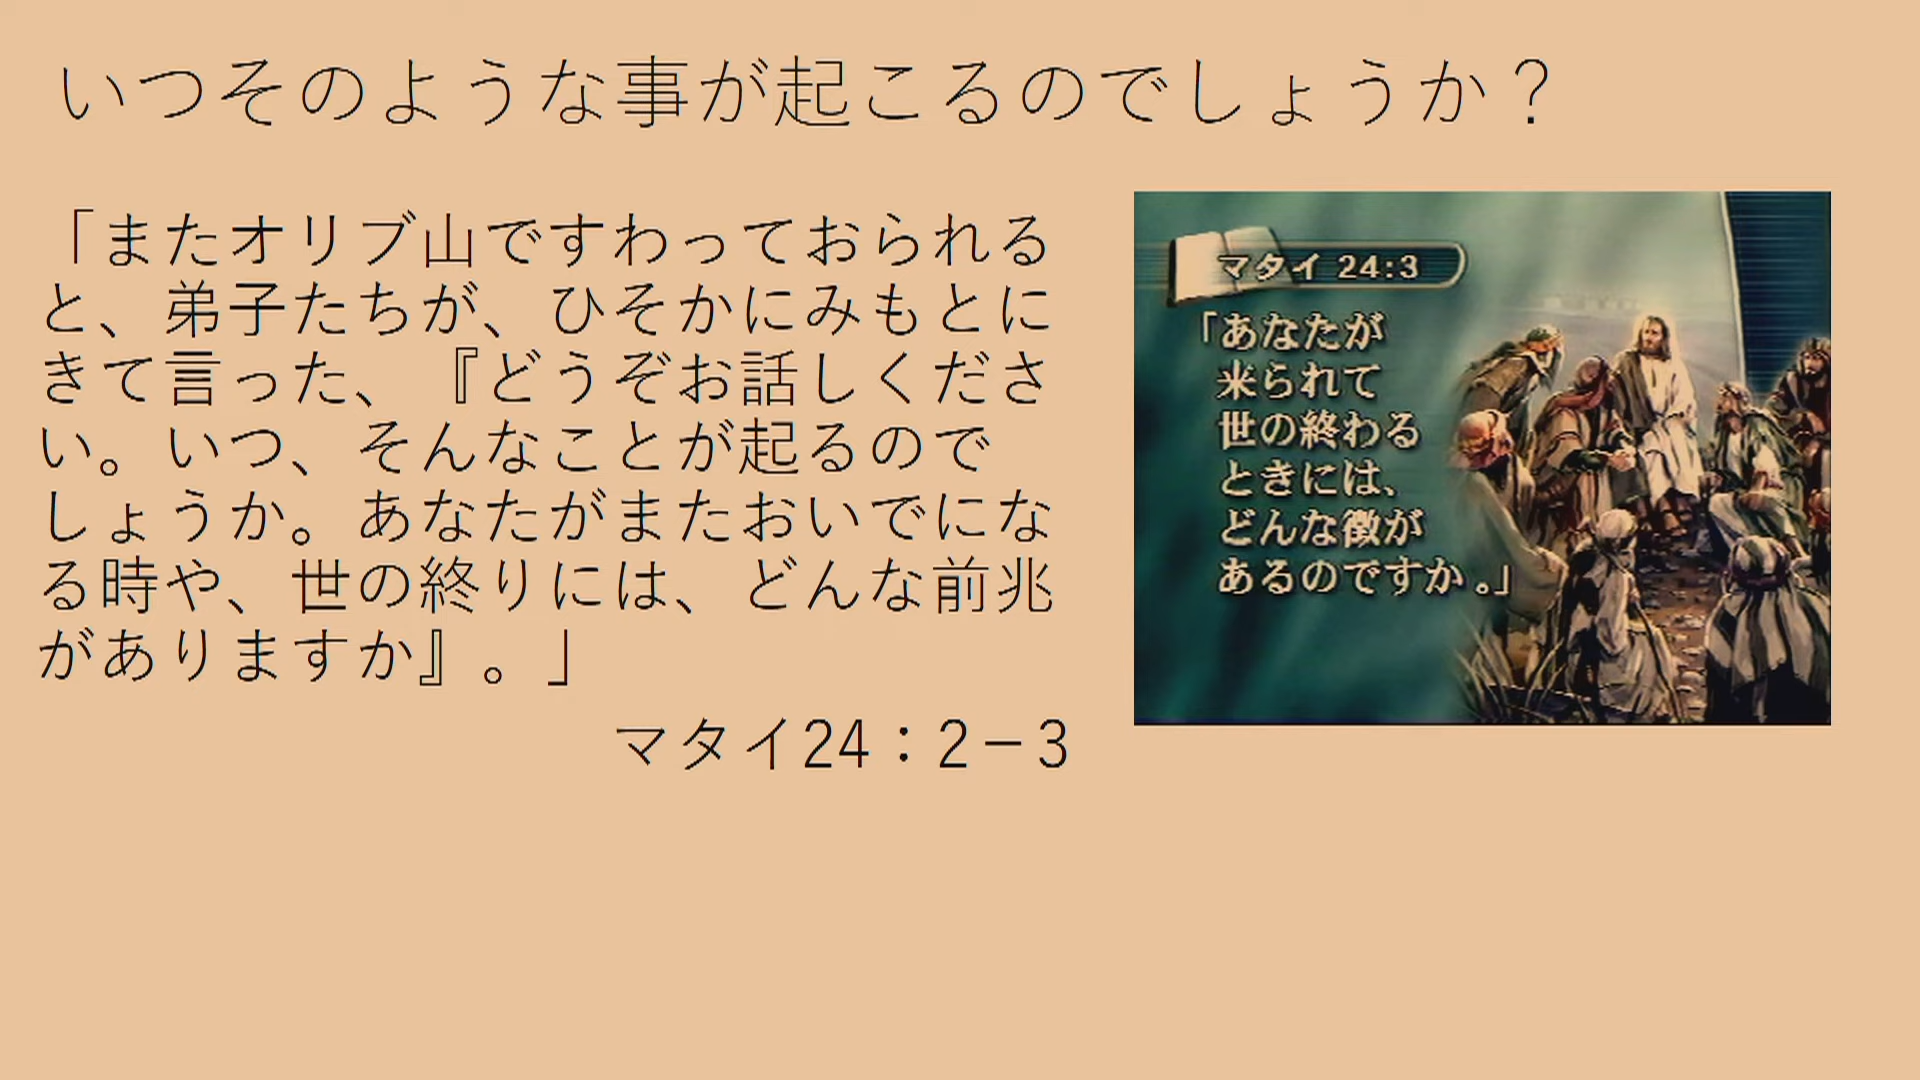 いつそのような事が起こるのでしょうか？
「またオリブ山ですわっておられる
と、弟子たちが、ひそかにみもとに
きて言った、『どうぞお話しくださ
い。いつ、そんなことが起るので
しょうか。あなたがまたおいでにな
る時や、世の終りには、どんな前兆
がありますか』。」
マタイ24：2－3
マタイ 24:3
「あなたが
来られて
世の終わる
ときには、
どんな徴が
あるのですか。」